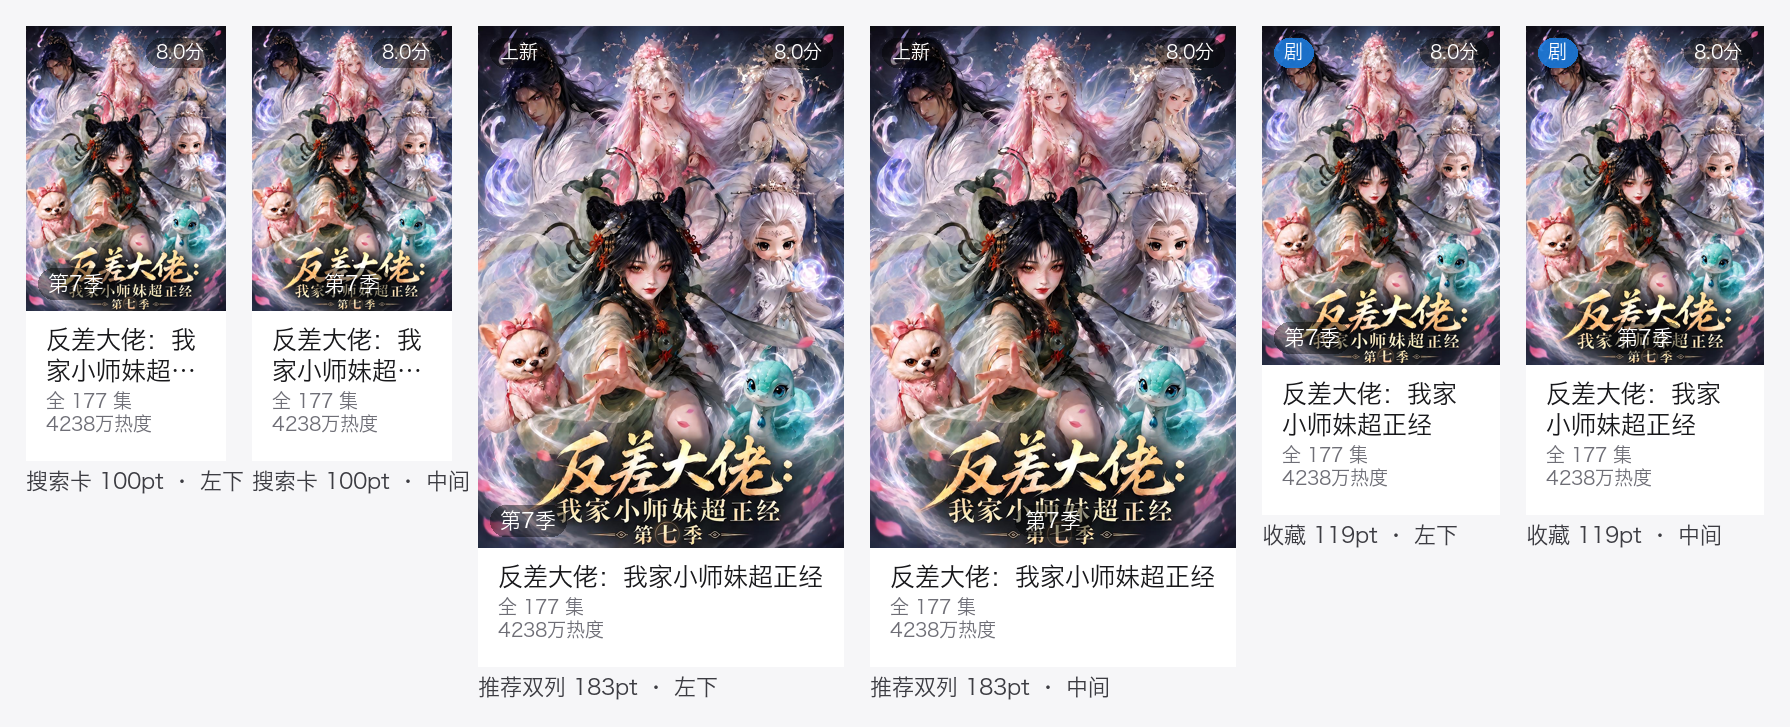 8.0分
反差大佬：
我家小师妹超正经
第7季
第七季
反差大佬：我
家小师妹超…
全 177 集
4238万热度
搜索卡 100pt · 左下
8.0分
反差大佬：
我家小师妹超正经
第7季
第七季
反差大佬：我
家小师妹超…
全 177 集
4238万热度
搜索卡 100pt · 中间
上新
8.0分
反差大佬：
我家小师妹超正经
第7季
第七季
反差大佬：我家小师妹超正经
全 177 集
4238万热度
推荐双列 183pt · 左下
上新
8.0分
反差大佬：
我家小师妹超正经
第7季
第七季
反差大佬：我家小师妹超正经
全 177 集
4238万热度
推荐双列 183pt · 中间
剧
8.0分
反差大佬：
第7季
我家小师妹超正经
第七季
反差大佬：我家
小师妹超正经
全 177 集
4238万热度
收藏 119pt · 左下
剧
8.0分
反差大佬：
第7季
我家小师妹超正经
第七季
反差大佬：我家
小师妹超正经
全 177 集
4238万热度
收藏 119pt · 中间